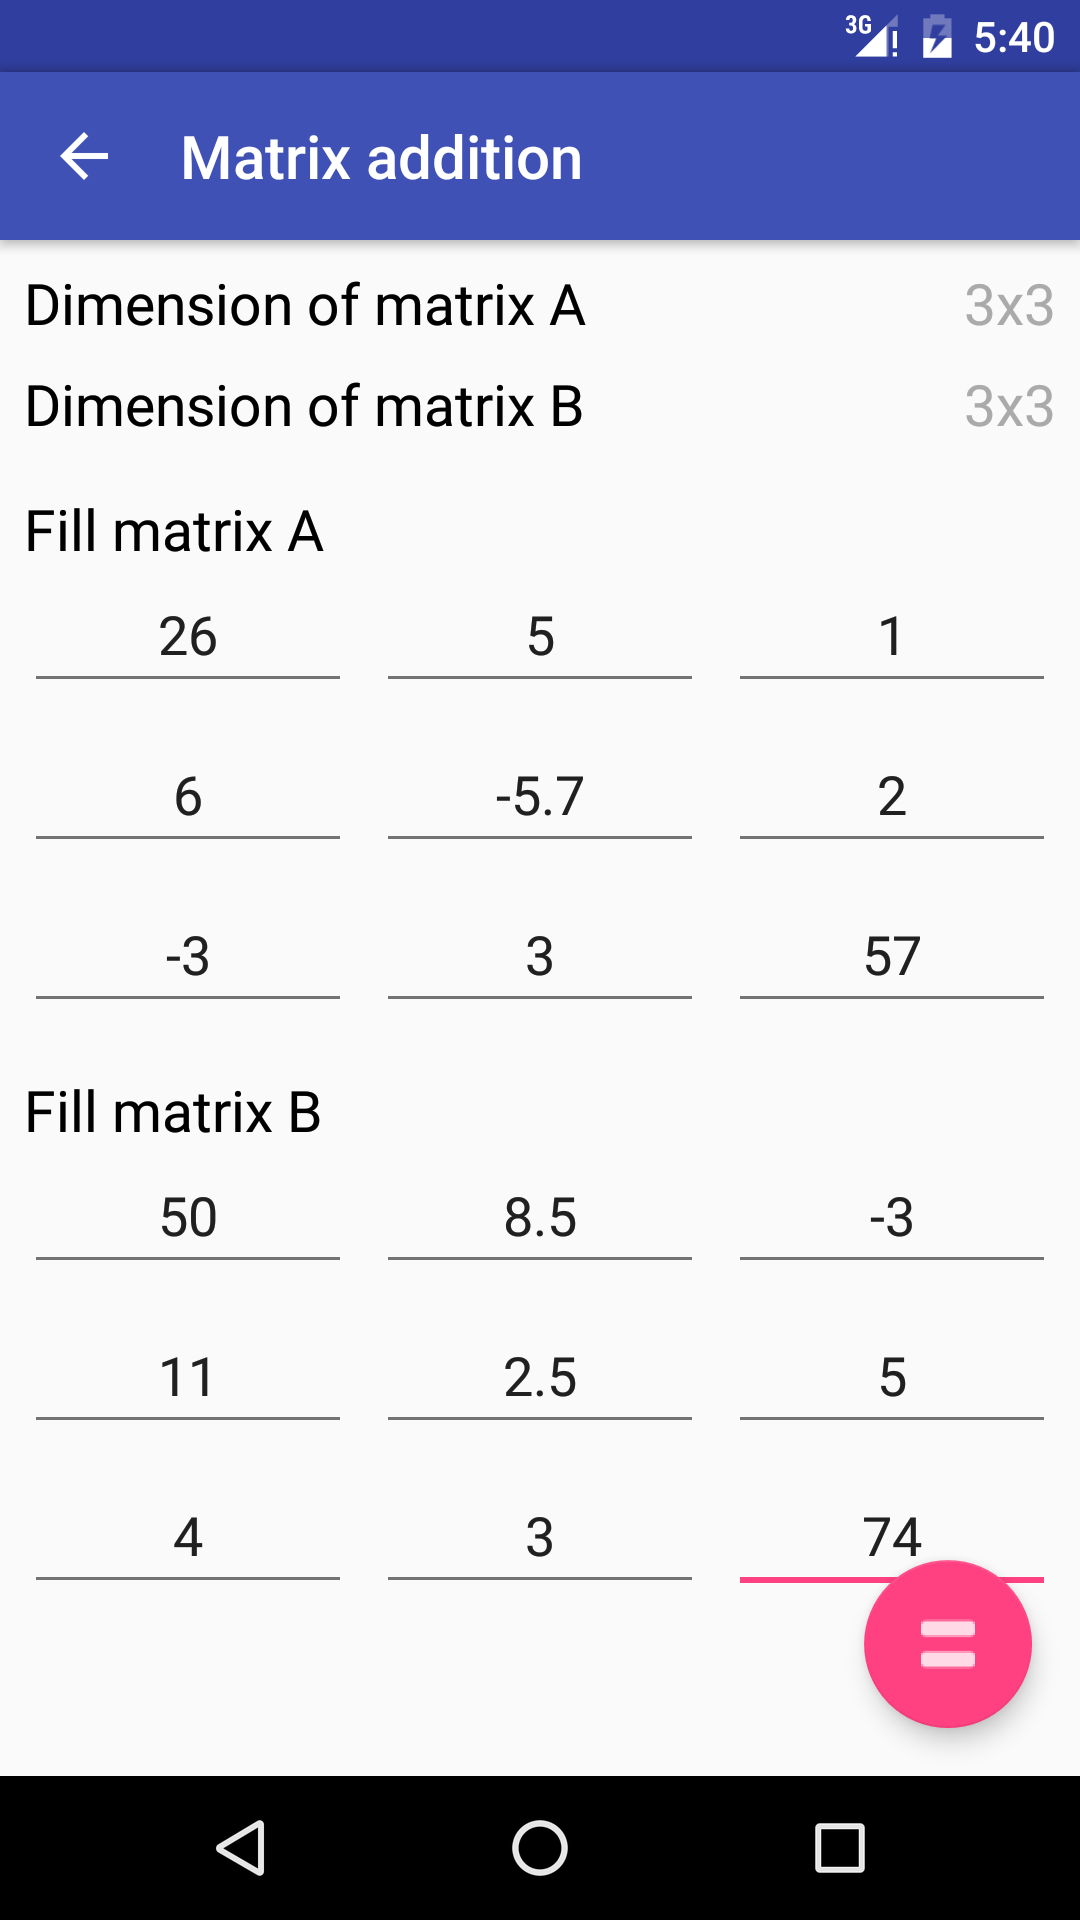 3G 5:40
Matrix addition
Dimension of matrix A 3x3
Dimension of matrix B 3x3
Fill matrix A
26 5 1
6 -5.7 2
-3 3 57
Fill matrix B
50 8.5 -3
11 2.5 5
4 3 74
=